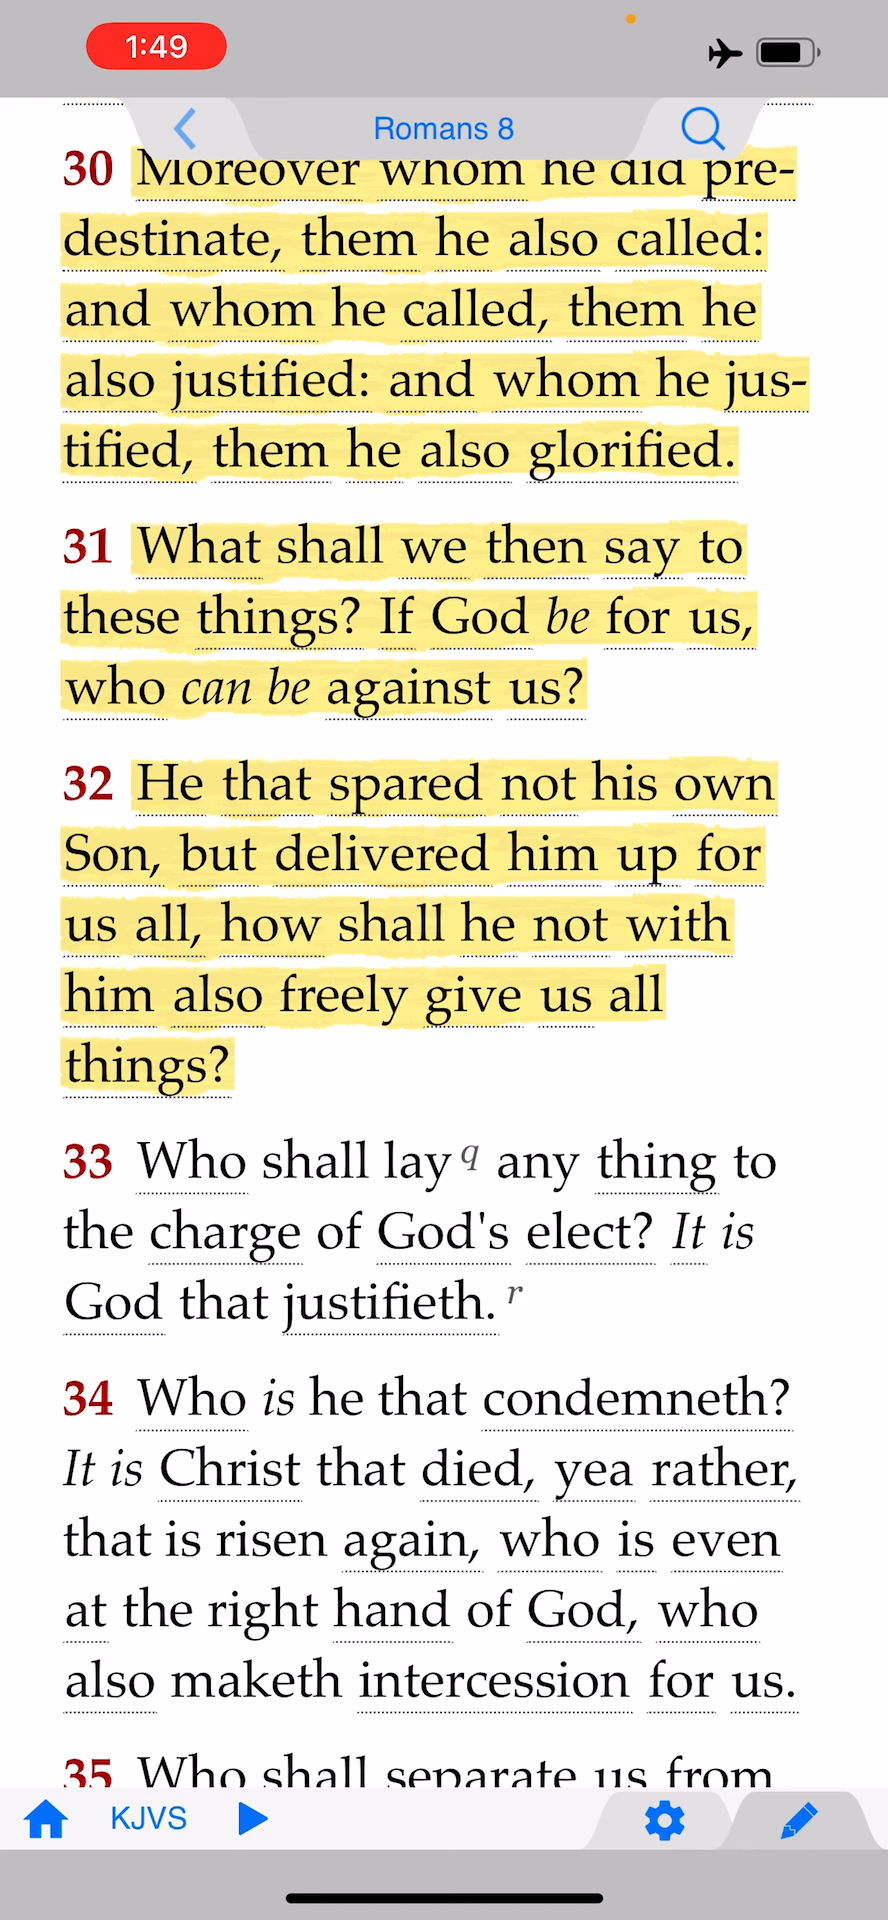 1:49
Romans 8
30 Moreover whom he did pre-
destinate, them he also called:
and whom he called, them he
also justified: and whom he jus-
tified, them he also glorified.
31 What shall we then say to
these things? If God be for us,
who can be against us?
32 He that spared not his own
Son, but delivered him up for
us all, how shall he not with
him also freely give us all
things?
33 Who shall lay q any thing to
the charge of God's elect? It is
God that justifieth. r
34 Who is he that condemneth?
It is Christ that died, yea rather,
that is risen again, who is even
at the right hand of God, who
also maketh intercession for us.
35 Who shall separate us from
KJVS